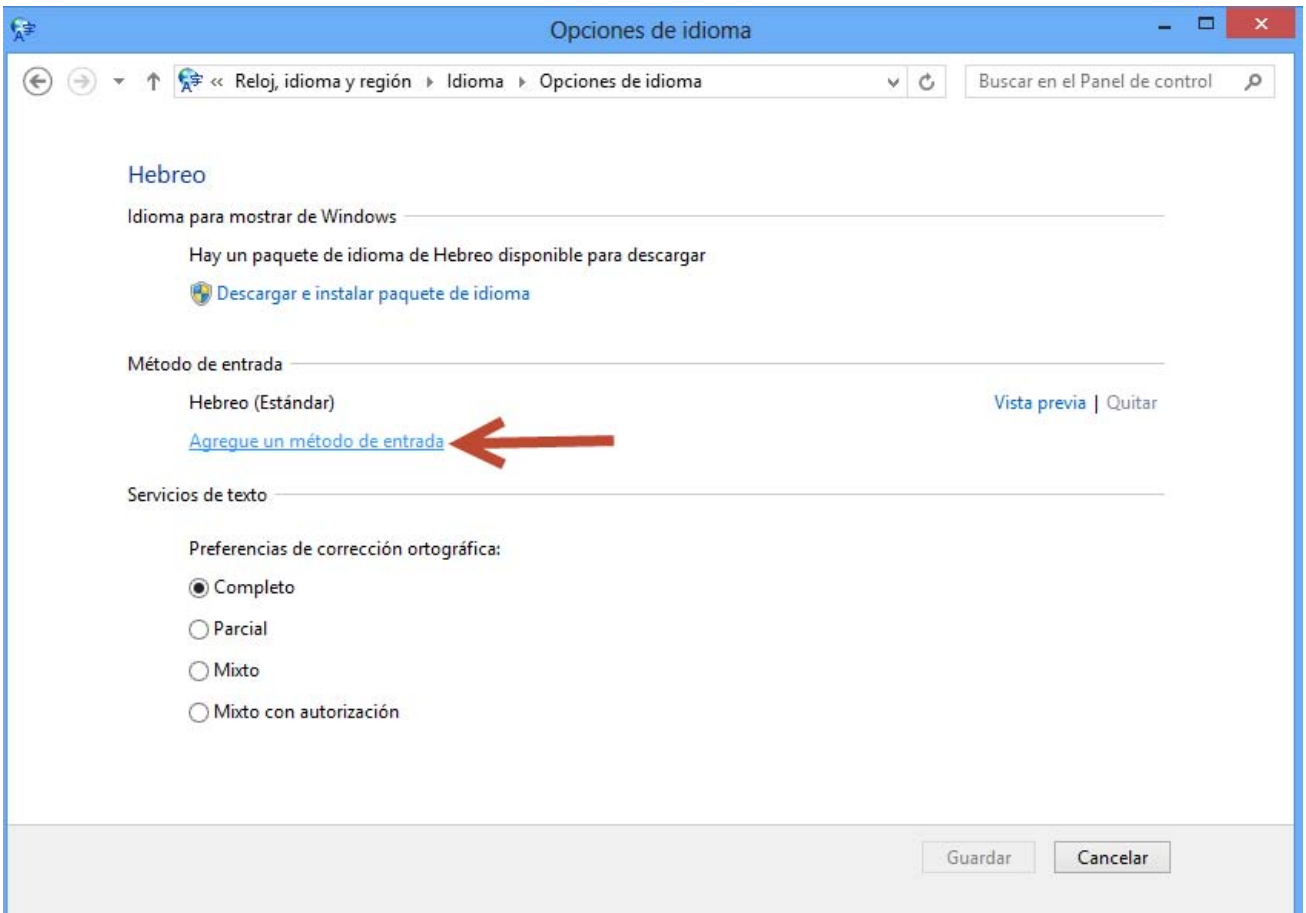 Opciones de idioma
« Reloj, idioma y región Idioma Opciones de idioma Buscar en el Panel de control
Hebreo
Idioma para mostrar de Windows
Hay un paquete de idioma de Hebreo disponible para descargar
Descargar e instalar paquete de idioma
Método de entrada
Hebreo (Estándar) Vista previa | Quitar
Agregue un método de entrada
Servicios de texto
Preferencias de corrección ortográfica:
Completo
Parcial
Mixto
Mixto con autorización
Guardar Cancelar